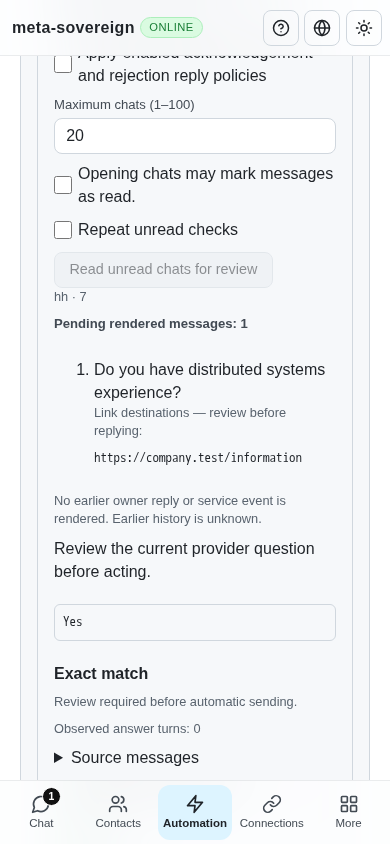 meta-sovereign ONLINE
Apply enabled acknowledgement
and rejection reply policies
Maximum chats (1–100)
20
Opening chats may mark messages
as read.
Repeat unread checks
Read unread chats for review
hh · 7
Pending rendered messages: 1
1. Do you have distributed systems
experience?
Link destinations — review before
replying:
https://company.test/information
No earlier owner reply or service event is
rendered. Earlier history is unknown.
Review the current provider question
before acting.
Yes
Exact match
Review required before automatic sending.
Observed answer turns: 0
Source messages
1
Chat Contacts Automation Connections More